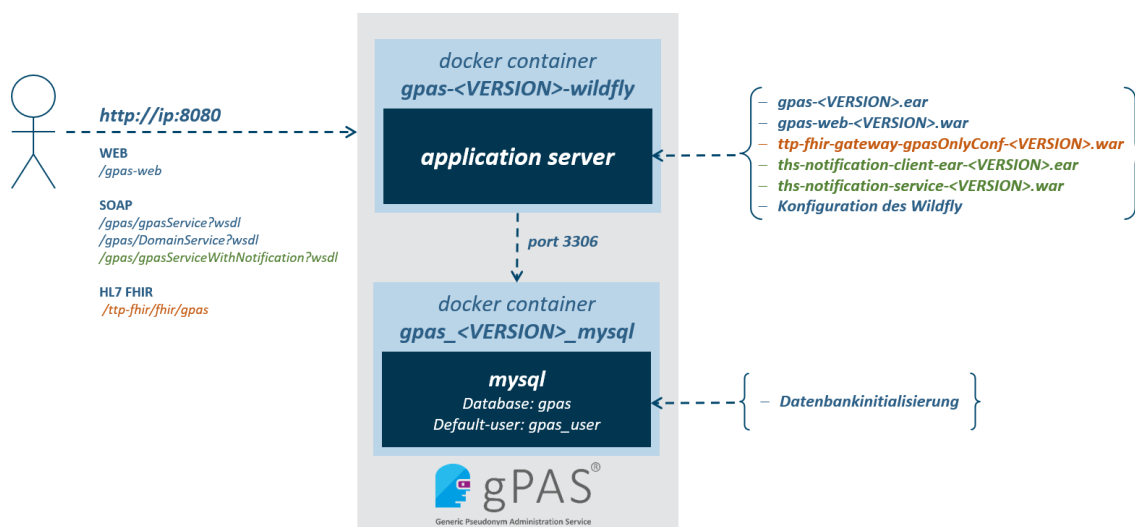 http://ip:8080
WEB
/gpas-web
SOAP
/gpas/gpasService?wsdl
/gpas/DomainService?wsdl
/gpas/gpasServiceWithNotification?wsdl
HL7 FHIR
/ttp-fhir/fhir/gpas
docker container
gpas-<VERSION>-wildfly
application server
port 3306
docker container
gpas_<VERSION>_mysql
mysql
Database: gpas
Default-user: gpas_user
gPAS®
Generic Pseudonym Administration Service
– gpas-<VERSION>.ear
– gpas-web-<VERSION>.war
– ttp-fhir-gateway-gpasOnlyConf-<VERSION>.war
– ths-notification-client-ear-<VERSION>.ear
– ths-notification-service-<VERSION>.war
– Konfiguration des Wildfly
– Datenbankinitialisierung